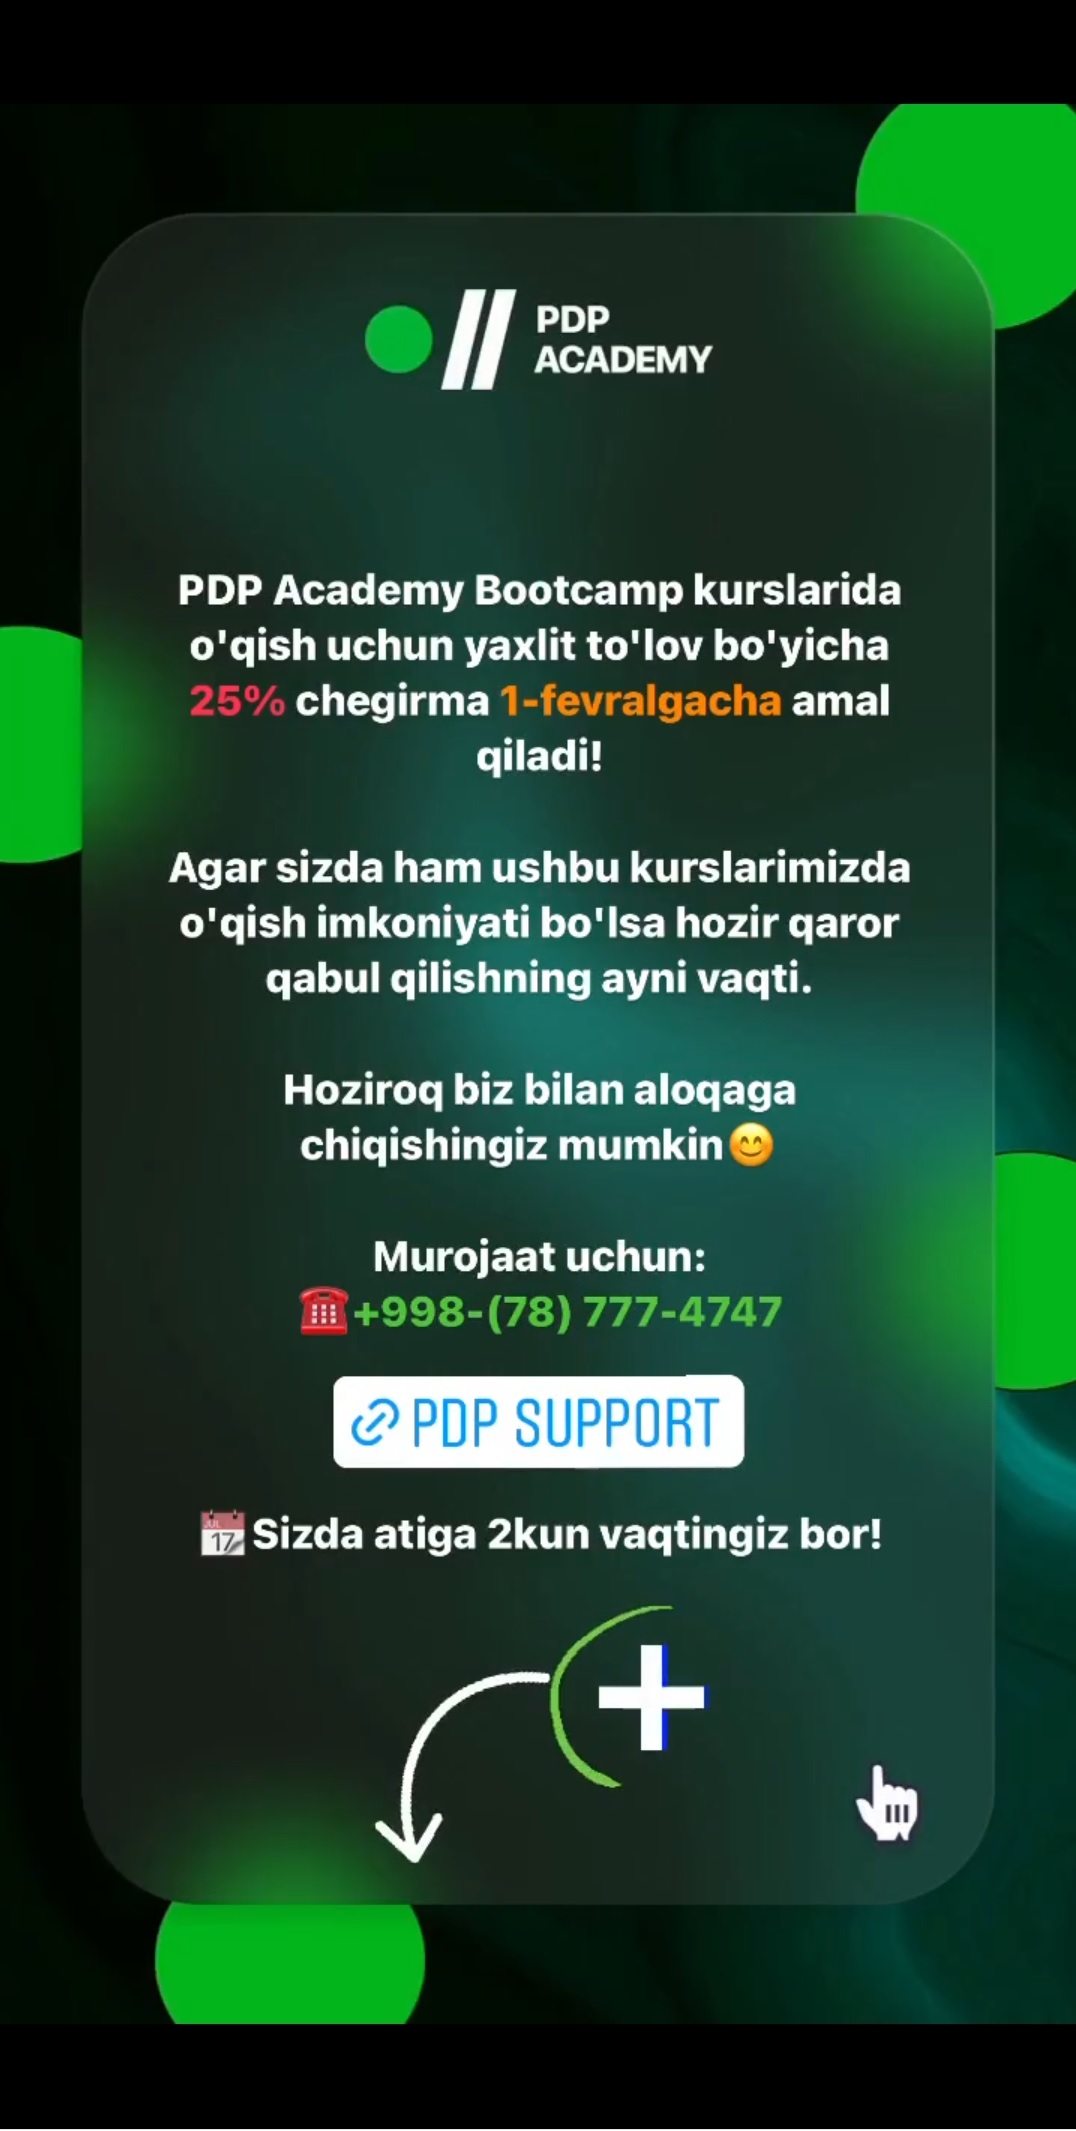 PDP
ACADEMY
PDP Academy Bootcamp kurslarida
o'qish uchun yaxlit to'lov bo'yicha
25% chegirma 1-fevralgacha amal
qiladi!
Agar sizda ham ushbu kurslarimizda
o'qish imkoniyati bo'lsa hozir qaror
qabul qilishning ayni vaqti.
Hoziroq biz bilan aloqaga
chiqishingiz mumkin😊
Murojaat uchun:
☎️+998-(78) 777-4747
🔗 PDP SUPPORT
📆Sizda atiga 2kun vaqtingiz bor!